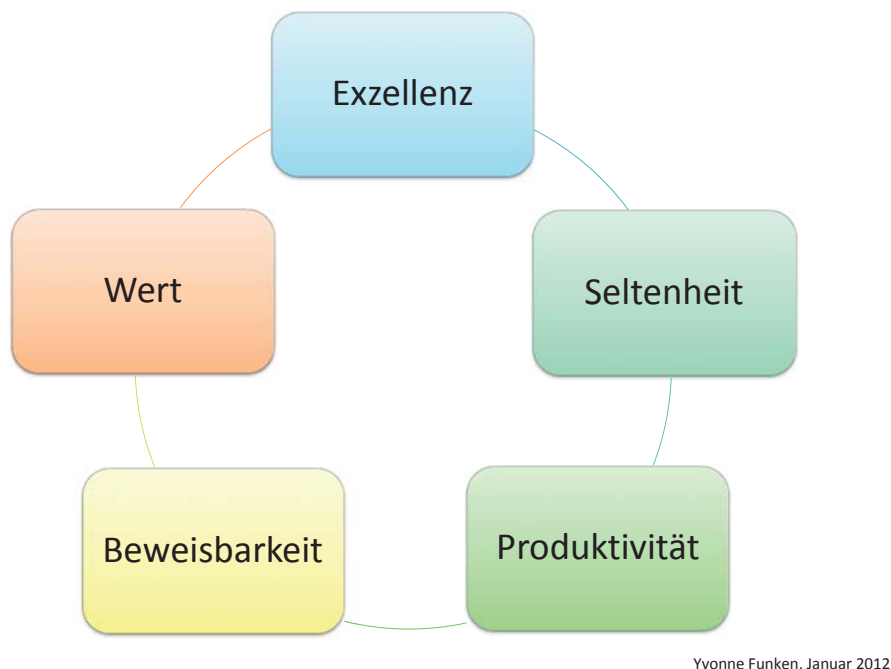 Exzellenz
Wert
Seltenheit
Beweisbarkeit
Produktivität
Yvonne Funken, Januar 2012